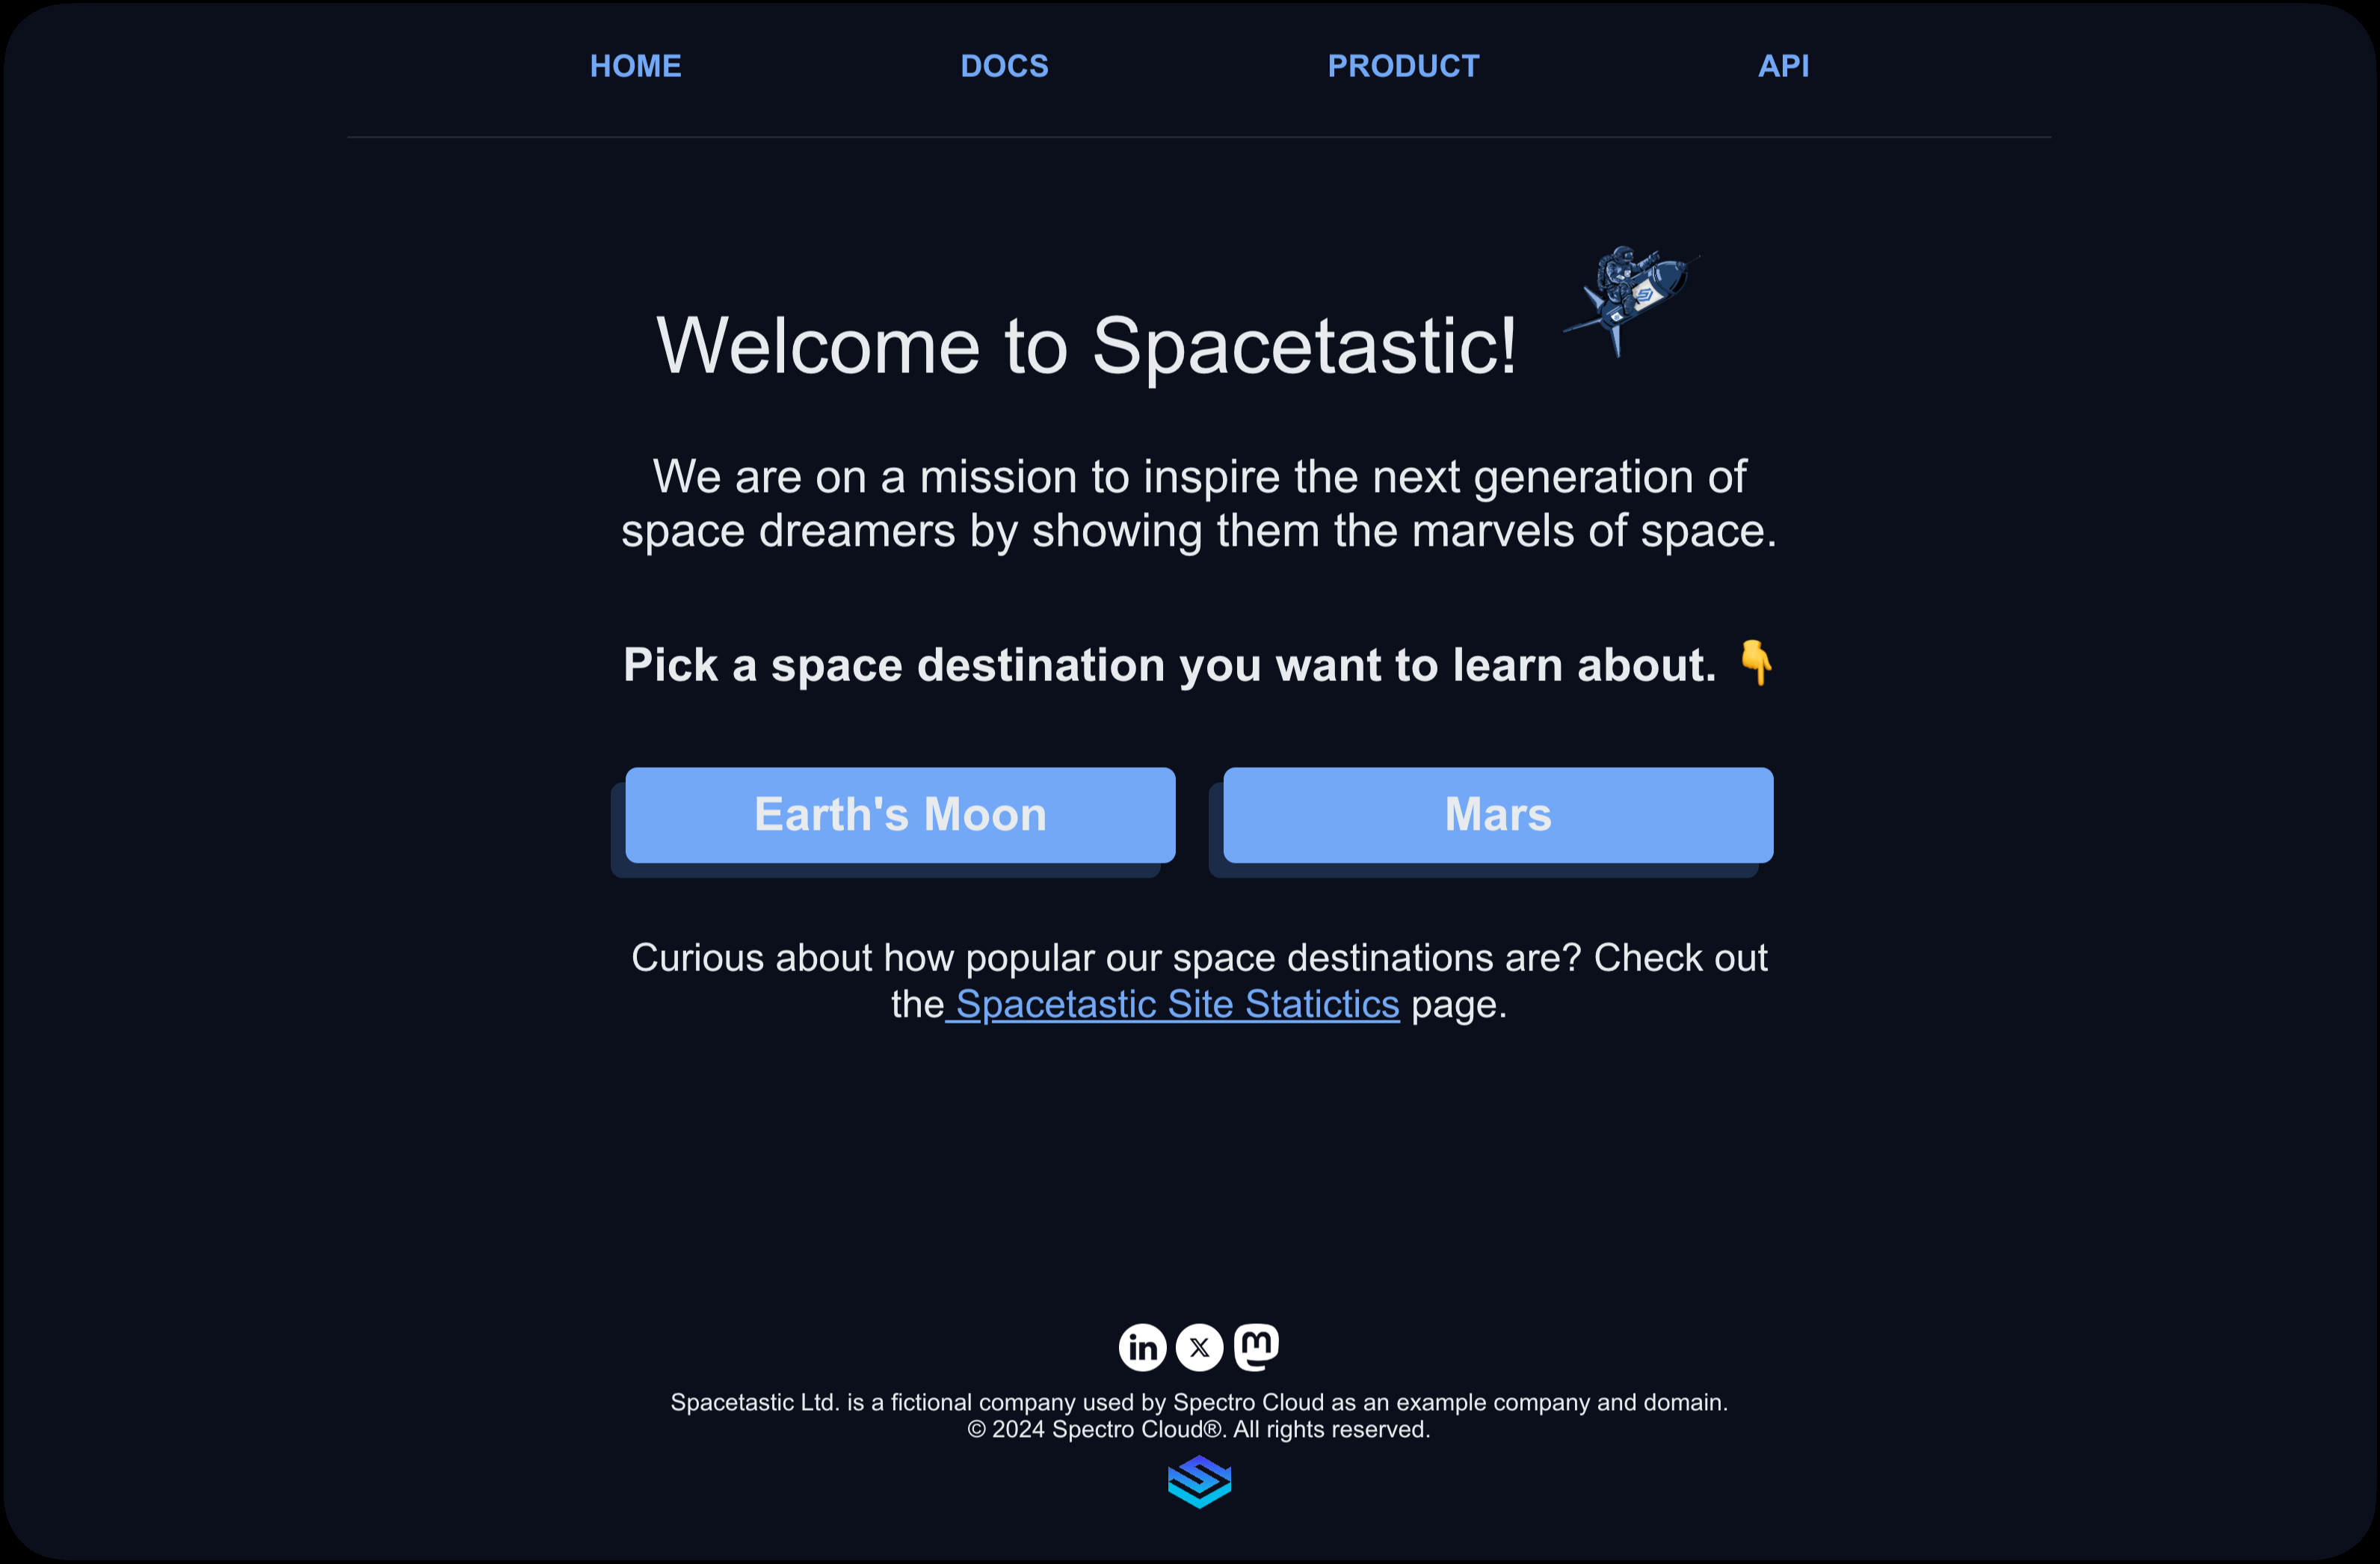 HOME DOCS PRODUCT API
Welcome to Spacetastic!
We are on a mission to inspire the next generation of
space dreamers by showing them the marvels of space.
Pick a space destination you want to learn about. 👇
Earth's Moon Mars
Curious about how popular our space destinations are? Check out
the Spacetastic Site Statictics page.
in X m
Spacetastic Ltd. is a fictional company used by Spectro Cloud as an example company and domain.
© 2024 Spectro Cloud®. All rights reserved.